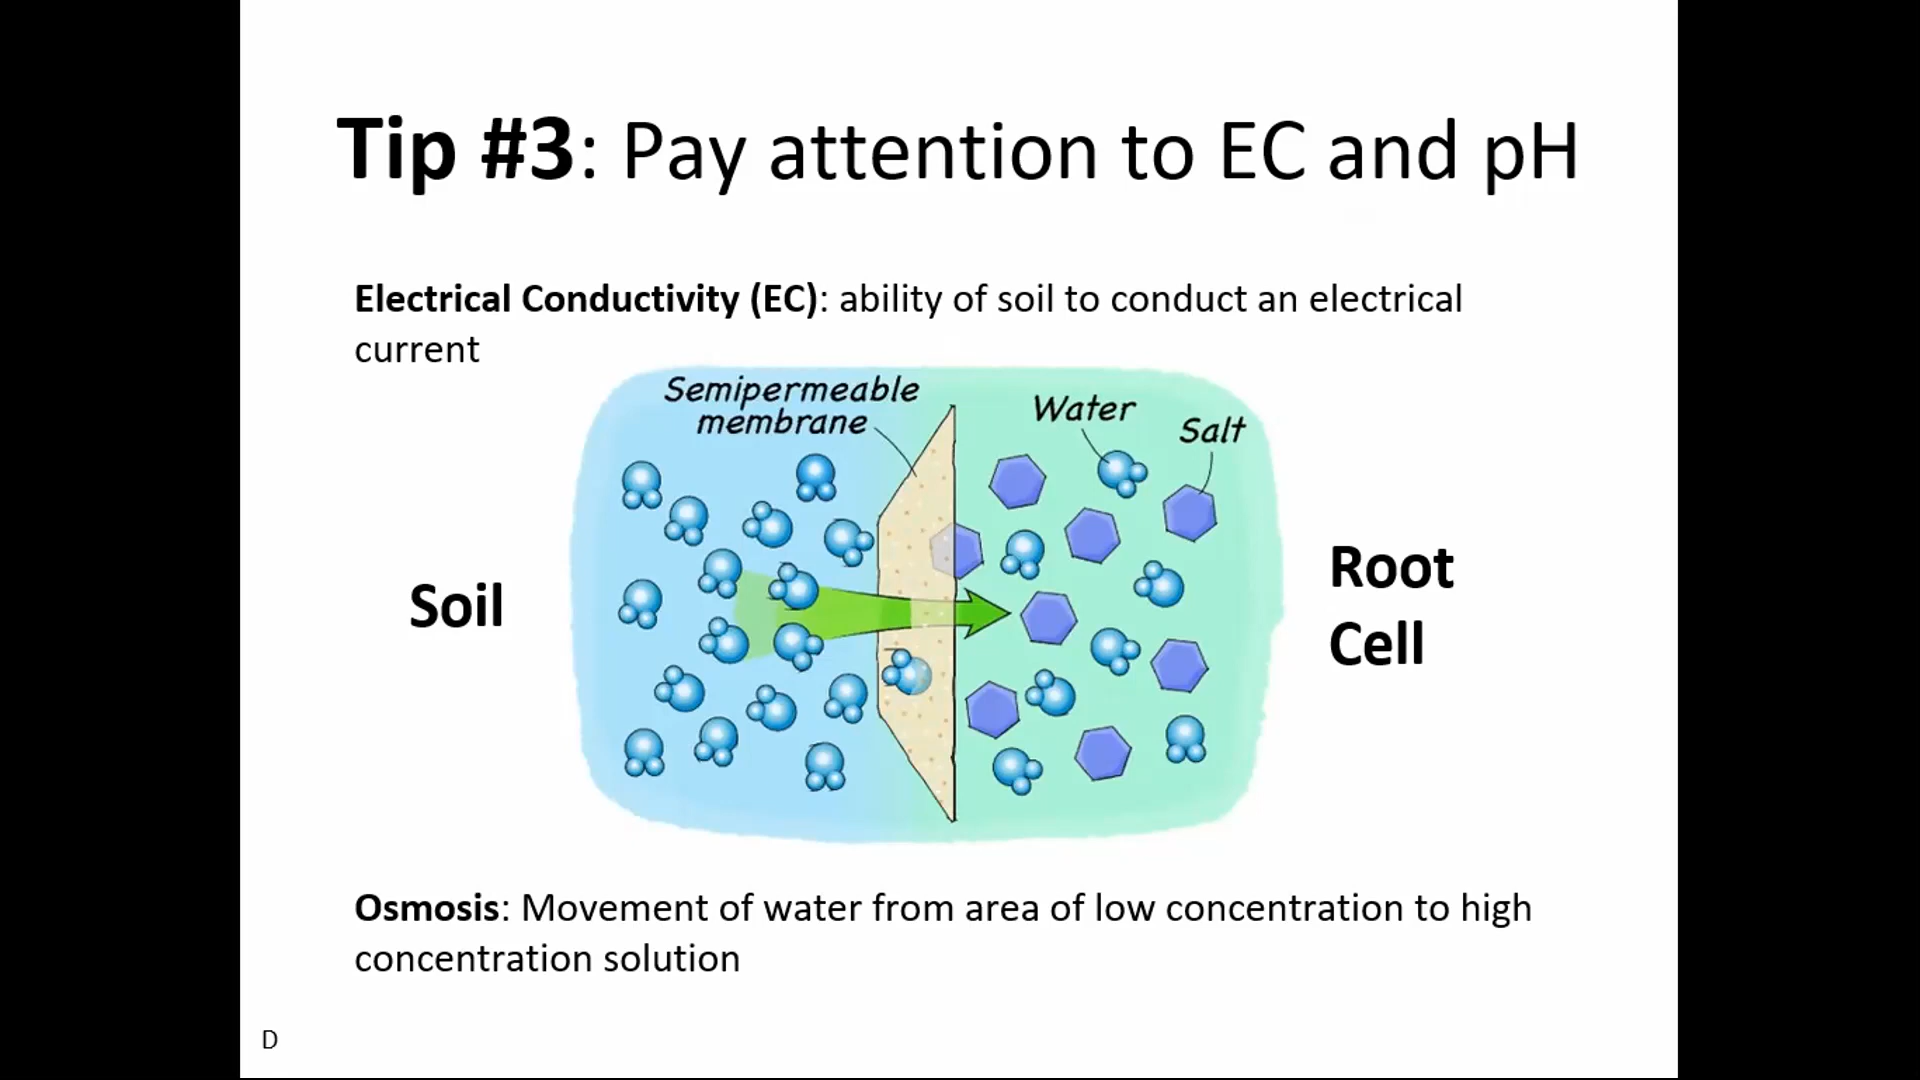 Tip #3: Pay attention to EC and pH
Electrical Conductivity (EC): ability of soil to conduct an electrical
current
Semipermeable
membrane
Water
Salt
Soil
Root
Cell
Osmosis: Movement of water from area of low concentration to high
concentration solution
D